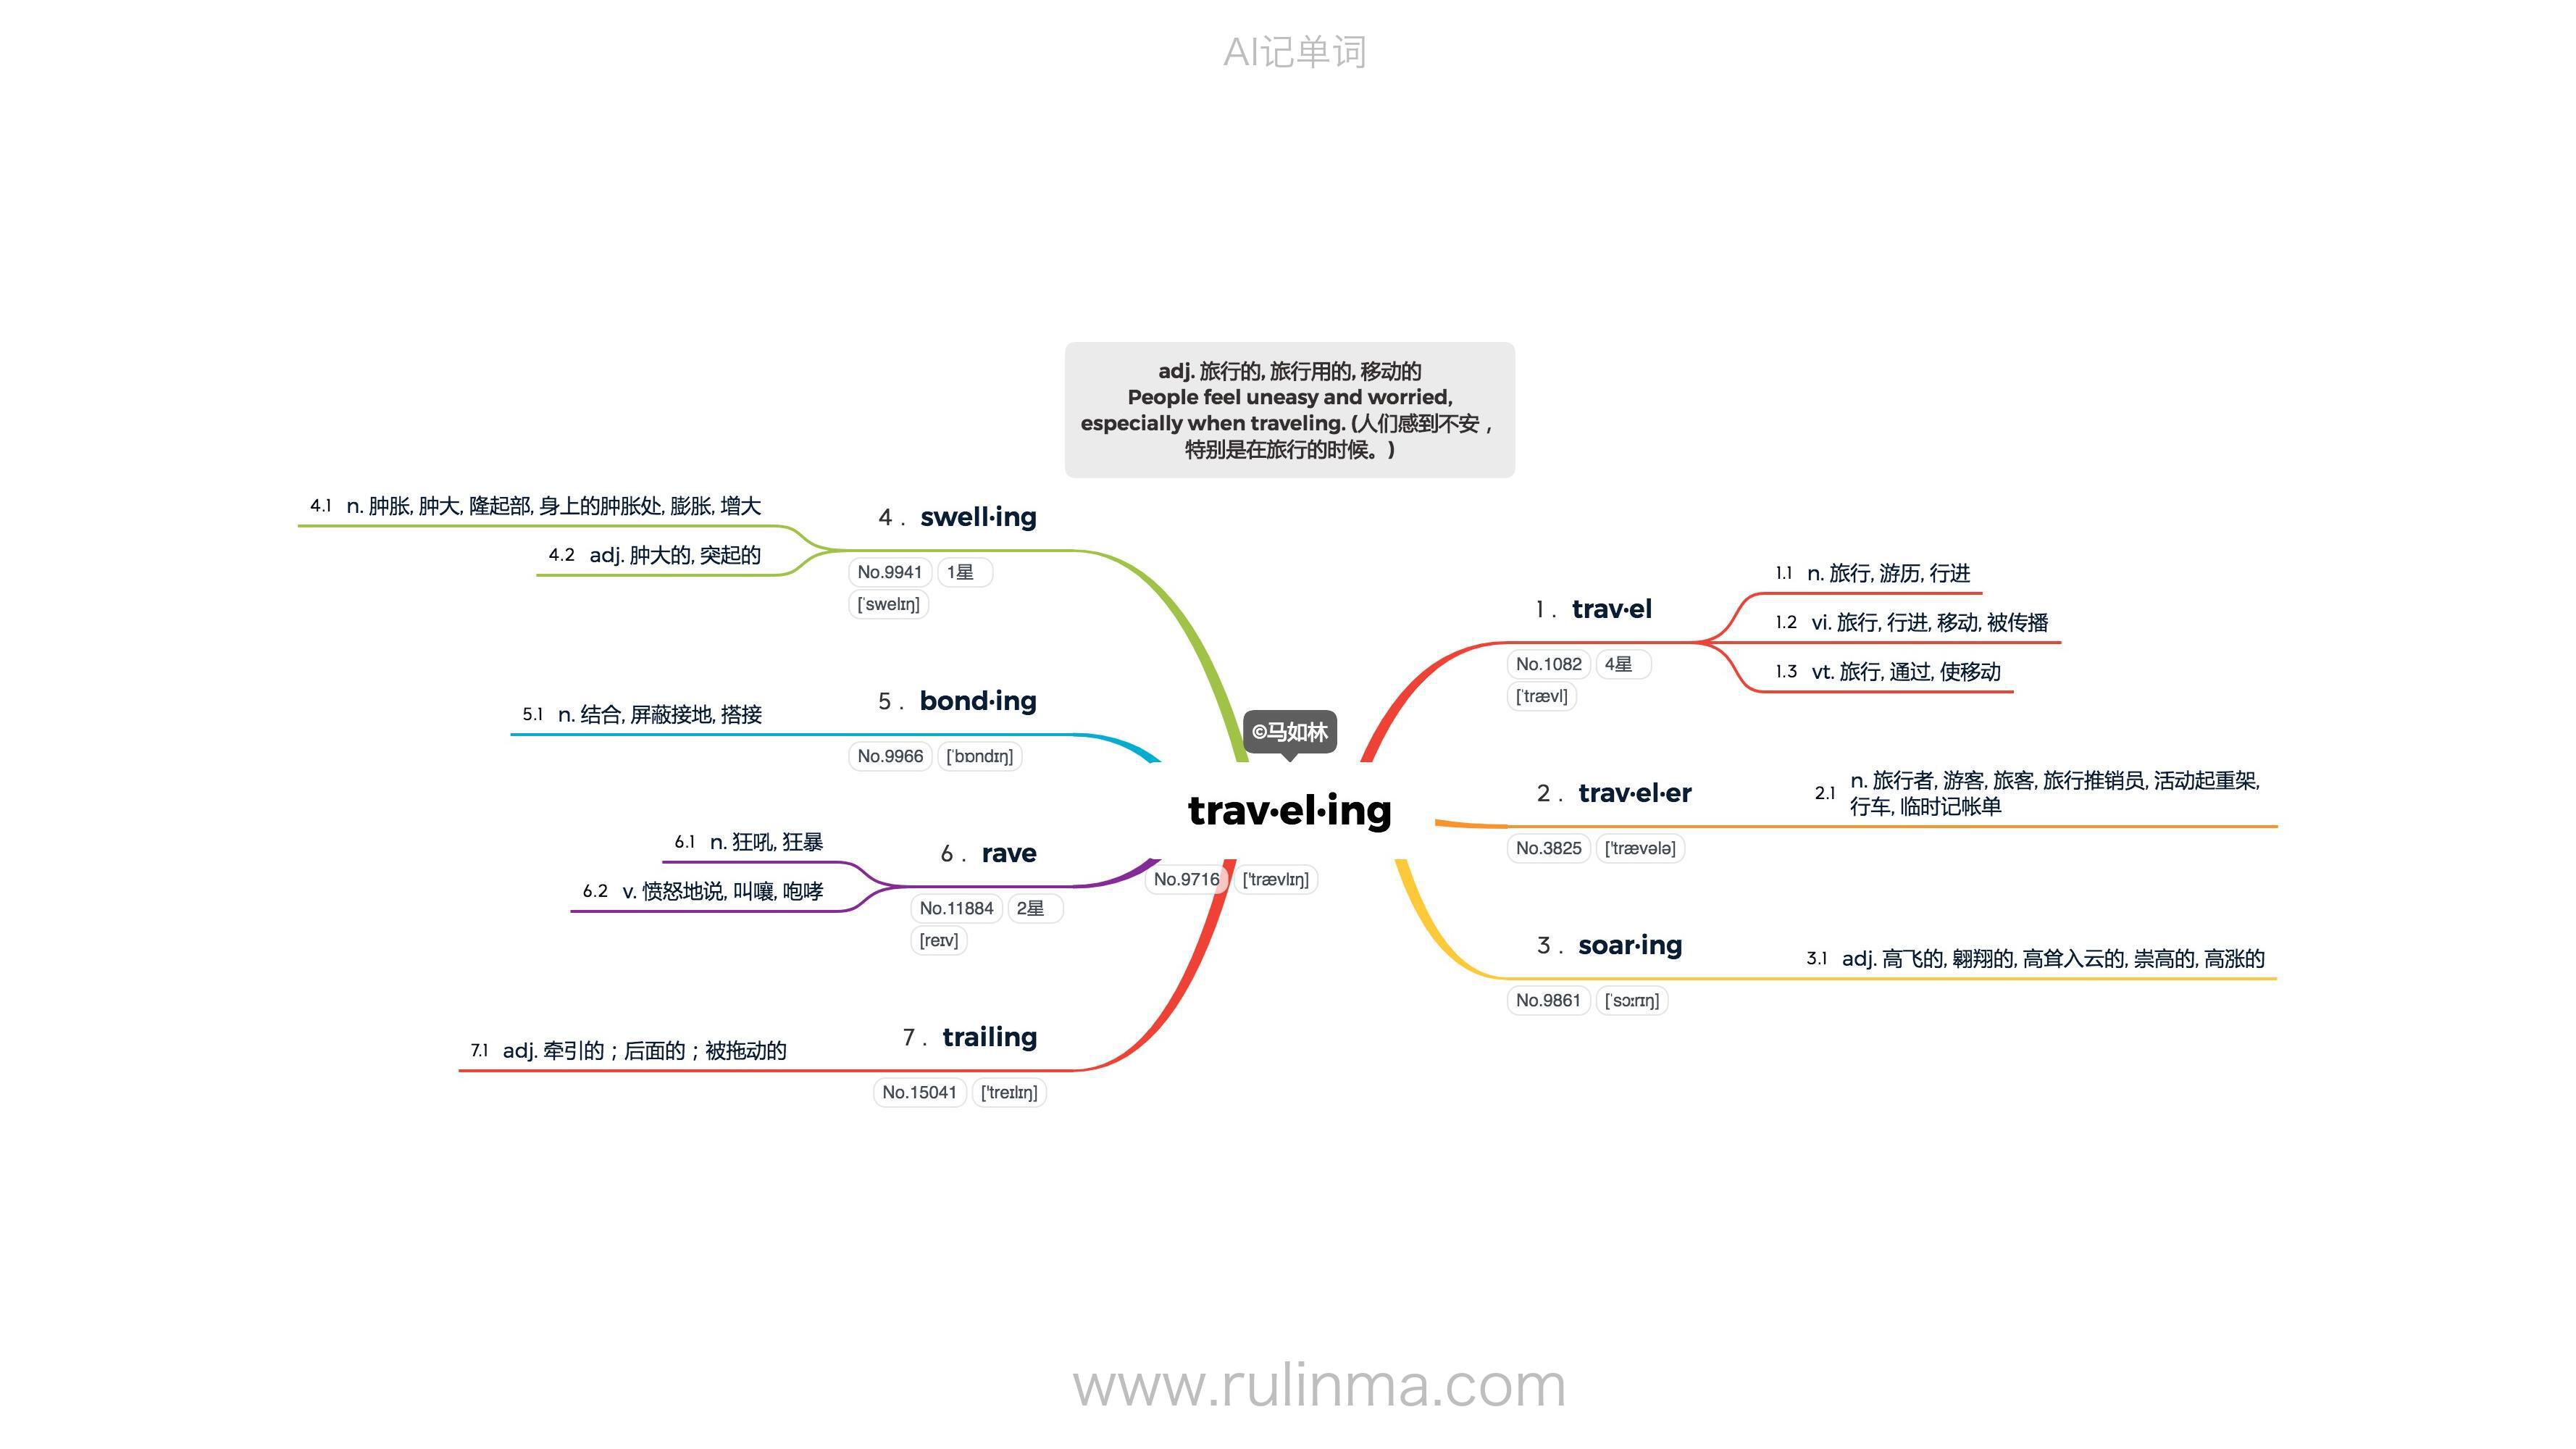 AI记单词
adj. 旅行的, 旅行用的, 移动的
People feel uneasy and worried,
especially when traveling. (人们感到不安，
特别是在旅行的时候。)
©马如林
trav·el·ing
No.9716 ['trævlɪŋ]
1. trav·el
No.1082 4星
['trævl]
1.1 n. 旅行, 游历, 行进
1.2 vi. 旅行, 行进, 移动, 被传播
1.3 vt. 旅行, 通过, 使移动
2. trav·el·er
No.3825 ['trævələ]
2.1 n. 旅行者, 游客, 旅客, 旅行推销员, 活动起重架,
行车, 临时记帐单
3. soar·ing
No.9861 ['sɔːrɪŋ]
3.1 adj. 高飞的, 翱翔的, 高耸入云的, 崇高的, 高涨的
4. swell·ing
No.9941 1星
['swelɪŋ]
4.1 n. 肿胀, 肿大, 隆起部, 身上的肿胀处, 膨胀, 增大
4.2 adj. 肿大的, 突起的
5. bond·ing
No.9966 ['bɒndɪŋ]
5.1 n. 结合, 屏蔽接地, 搭接
6. rave
No.11884 2星
[reɪv]
6.1 n. 狂吼, 狂暴
6.2 v. 愤怒地说, 叫嚷, 咆哮
7. trailing
No.15041 ['treɪlɪŋ]
7.1 adj. 牵引的；后面的；被拖动的
www.rulinma.com